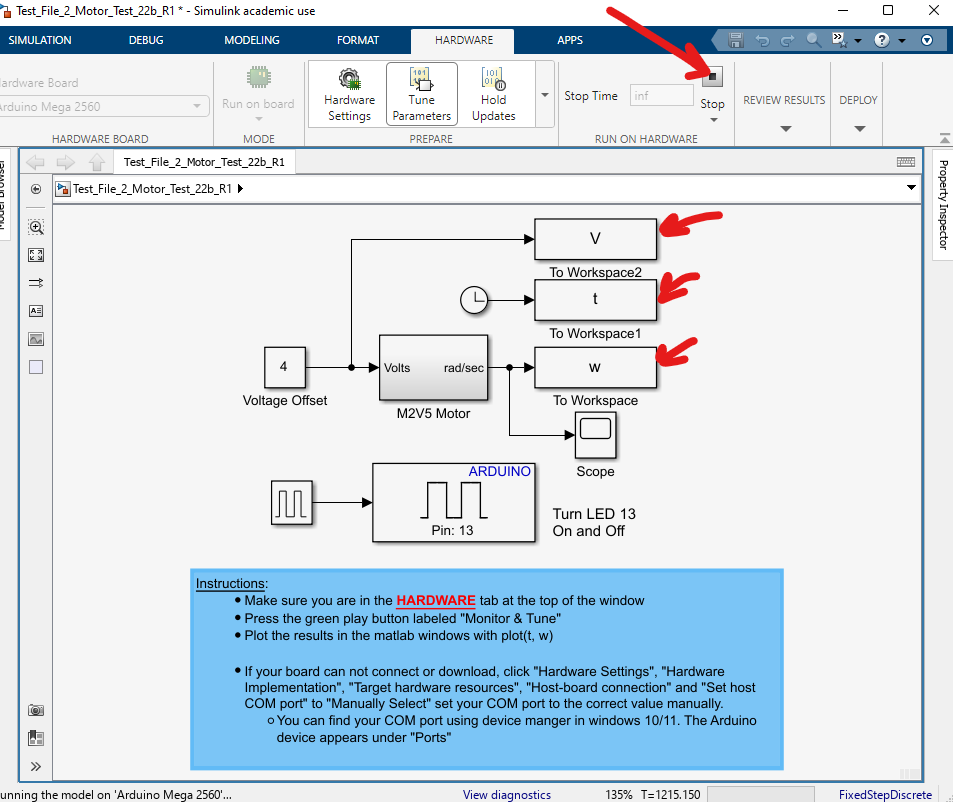 Test_File_2_Motor_Test_22b_R1 * - Simulink academic use
SIMULATION DEBUG MODELING FORMAT HARDWARE APPS
ardware Board
Arduino Mega 2560
HARDWARE BOARD
Run on board
MODE
Hardware Settings
Tune Parameters
Hold Updates
PREPARE
Stop Time inf
Stop
RUN ON HARDWARE
REVIEW RESULTS
DEPLOY
Test_File_2_Motor_Test_22b_R1
Test_File_2_Motor_Test_22b_R1
Property Inspector
V
To Workspace2
t
To Workspace1
4
Voltage Offset
Volts rad/sec
M2V5 Motor
w
To Workspace
Scope
ARDUINO
Pin: 13
Turn LED 13
On and Off
Instructions:
Make sure you are in the HARDWARE tab at the top of the window
Press the green play button labeled "Monitor & Tune"
Plot the results in the matlab windows with plot(t, w)
If your board can not connect or download, click "Hardware Settings", "Hardware
Implementation", "Target hardware resources", "Host-board connection" and "Set host
COM port" to "Manually Select" set your COM port to the correct value manually.
You can find your COM port using device manger in windows 10/11. The Arduino
device appears under "Ports"
unning the model on 'Arduino Mega 2560'... View diagnostics 135% T=1215.150 FixedStepDiscrete